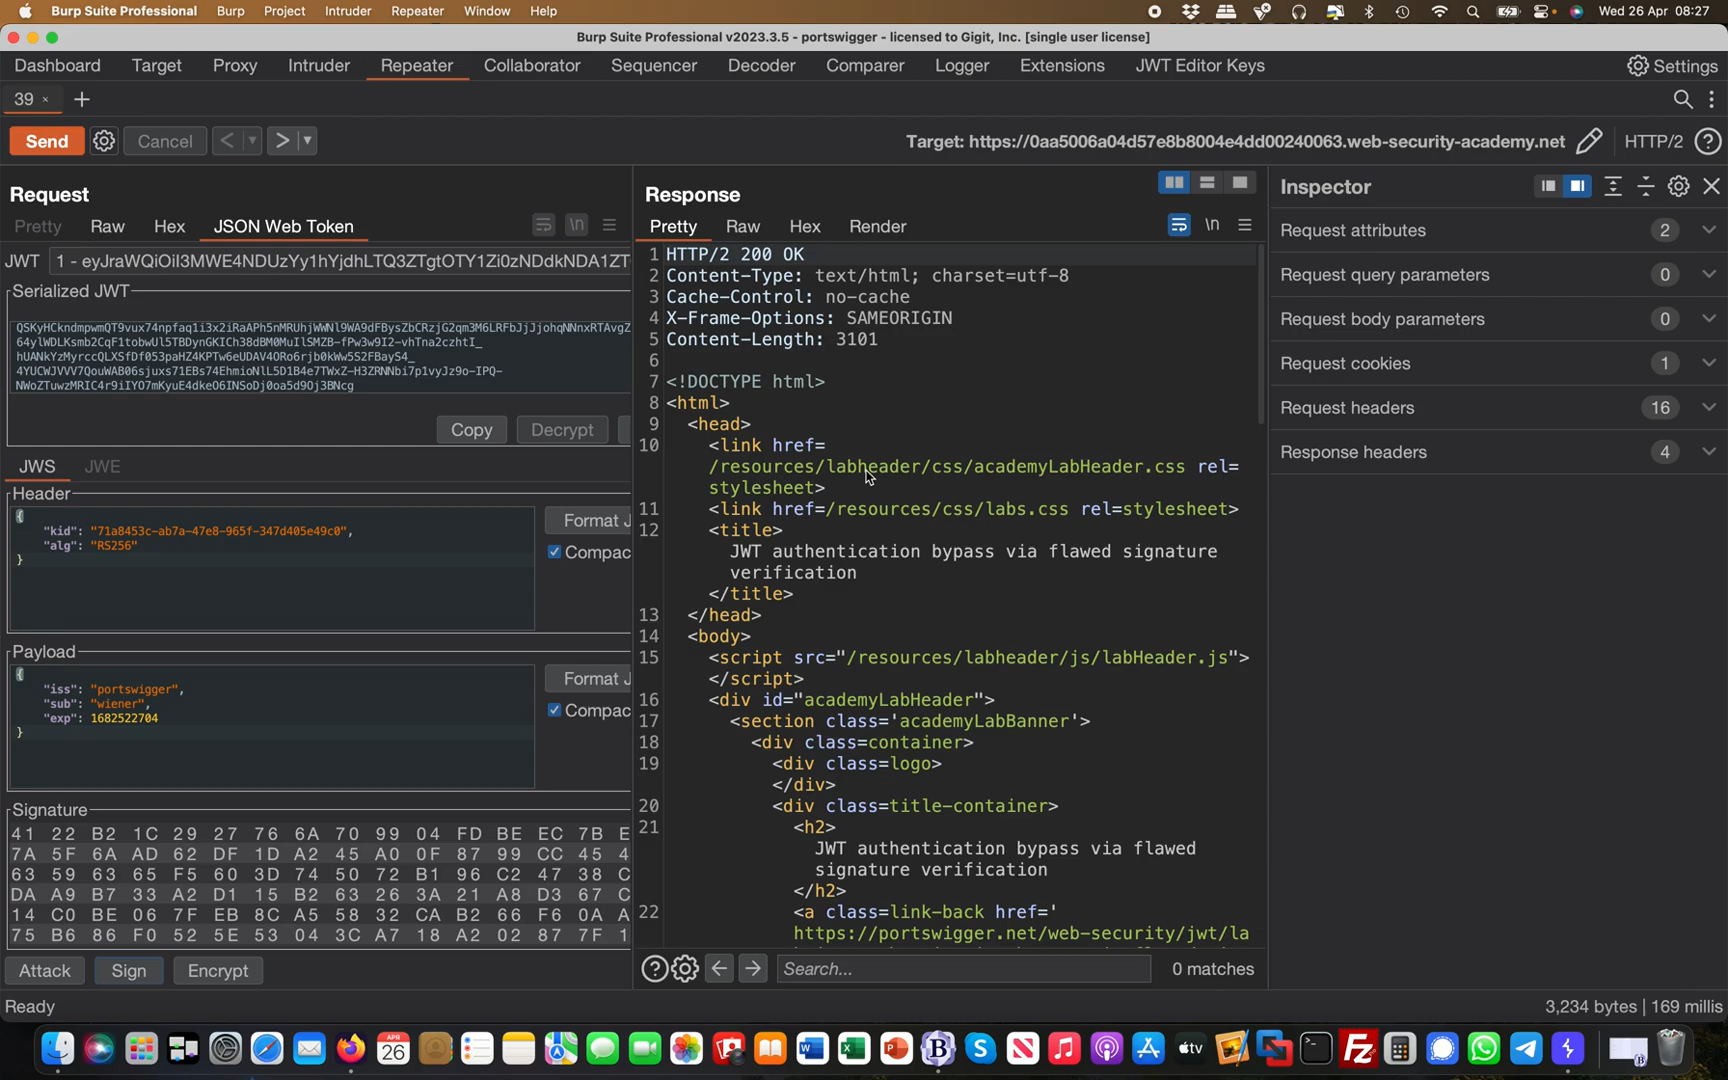 Burp Suite Professional Burp Project Intruder Repeater Window Help Wed 26 Apr 08:27
Burp Suite Professional v2023.3.5 - portswigger - licensed to Gigit, Inc. [single user license]
Dashboard Target Proxy Intruder Repeater Collaborator Sequencer Decoder Comparer Logger Extensions JWT Editor Keys Settings
39 × +
Send Cancel < > Target: https://0aa5006a04d57e8b8004e4dd00240063.web-security-academy.net HTTP/2 ?
Request
Pretty Raw Hex JSON Web Token \n
JWT 1 - eyJraWQiOiI3MWE4NDUzYy1hYjdhLTQ3ZTgtOTY1Zi0zNDdkNDA1ZT
Serialized JWT
QSKyHCkndmpwmQT9vux74npfaq1i3x2iRaAPh5nMRUhjWWNl9WA9dFBysZbCRzjG2qm3M6LRFbJjJjohqNNnxRTAvgZ
64ylWDLKsmb2CqF1tobwUl5TBDynGKICh38dBM0MuIlSMZB-fPw3w9I2-vhTna2czhtI_
hUANkYzMyrccQLXSfDf053paHZ4KPTw6eUDAV4ORo6rjb0kWw5S2FBayS4_
4YUCWJVVV7QouWAB06sjuxs71EBs74EhmioNlL5D1B4e7TWxZ-H3ZRNNbi7p1vyJz9o-IPQ-
NWoZTuwzMRIC4r9iIYO7mKyuE4dkeO6INSoDj0oa5d9Oj3BNcg
Copy Decrypt
JWS JWE
Header
{
"kid": "71a8453c-ab7a-47e8-965f-347d405e49c0",
"alg": "RS256"
}
Format J
Compac
Payload
{
"iss": "portswigger",
"sub": "wiener",
"exp": 1682522704
}
Format J
Compac
Signature
41 22 B2 1C 29 27 76 6A 70 99 04 FD BE EC 7B E
7A 5F 6A AD 62 DF 1D A2 45 A0 0F 87 99 CC 45 4
63 59 63 65 F5 60 3D 74 50 72 B1 96 C2 47 38 C
DA A9 B7 33 A2 D1 15 B2 63 26 3A 21 A8 D3 67 C
14 C0 BE 06 7F EB 8C A5 58 32 CA B2 66 F6 0A A
75 B6 86 F0 52 5E 53 04 3C A7 18 A2 02 87 7F 1
Attack Sign Encrypt
Ready
Response
Pretty Raw Hex Render \n
1 HTTP/2 200 OK
2 Content-Type: text/html; charset=utf-8
3 Cache-Control: no-cache
4 X-Frame-Options: SAMEORIGIN
5 Content-Length: 3101
6
7 <!DOCTYPE html>
8 <html>
9 <head>
10 <link href=
/resources/labheader/css/academyLabHeader.css rel=
stylesheet>
11 <link href=/resources/css/labs.css rel=stylesheet>
12 <title>
JWT authentication bypass via flawed signature
verification
</title>
13 </head>
14 <body>
15 <script src="/resources/labheader/js/labHeader.js">
</script>
16 <div id="academyLabHeader">
17 <section class='academyLabBanner'>
18 <div class=container>
19 <div class=logo>
</div>
20 <div class=title-container>
21 <h2>
JWT authentication bypass via flawed
signature verification
</h2>
22 <a class=link-back href='
https://portswigger.net/web-security/jwt/la
? Search... 0 matches
Inspector
Request attributes 2
Request query parameters 0
Request body parameters 0
Request cookies 1
Request headers 16
Response headers 4
3,234 bytes | 169 millis
APR
26
tv